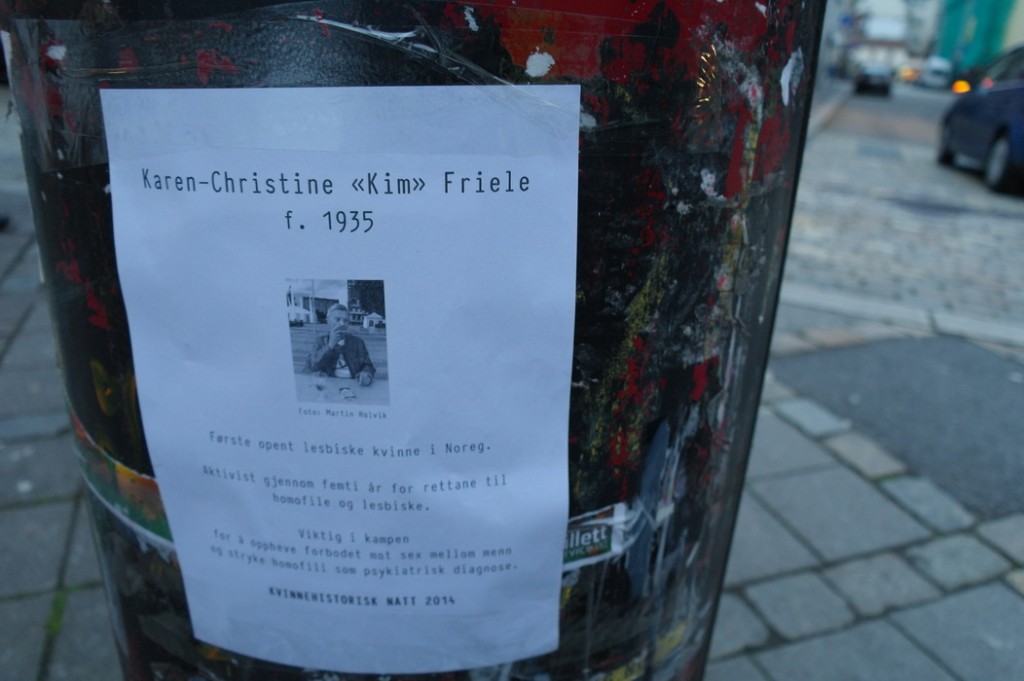 Karen-Christine «Kim» Friele
f. 1935
Foto: Martin Holvik
Første opent lesbiske kvinne i Noreg.
Aktivist gjennom femti år for rettane til
homofile og lesbiske.
Viktig i kampen
for å oppheve forbodet mot sex mellom menn
og stryke homofili som psykiatrisk diagnose.
KVINNEHISTORISK NATT 2014